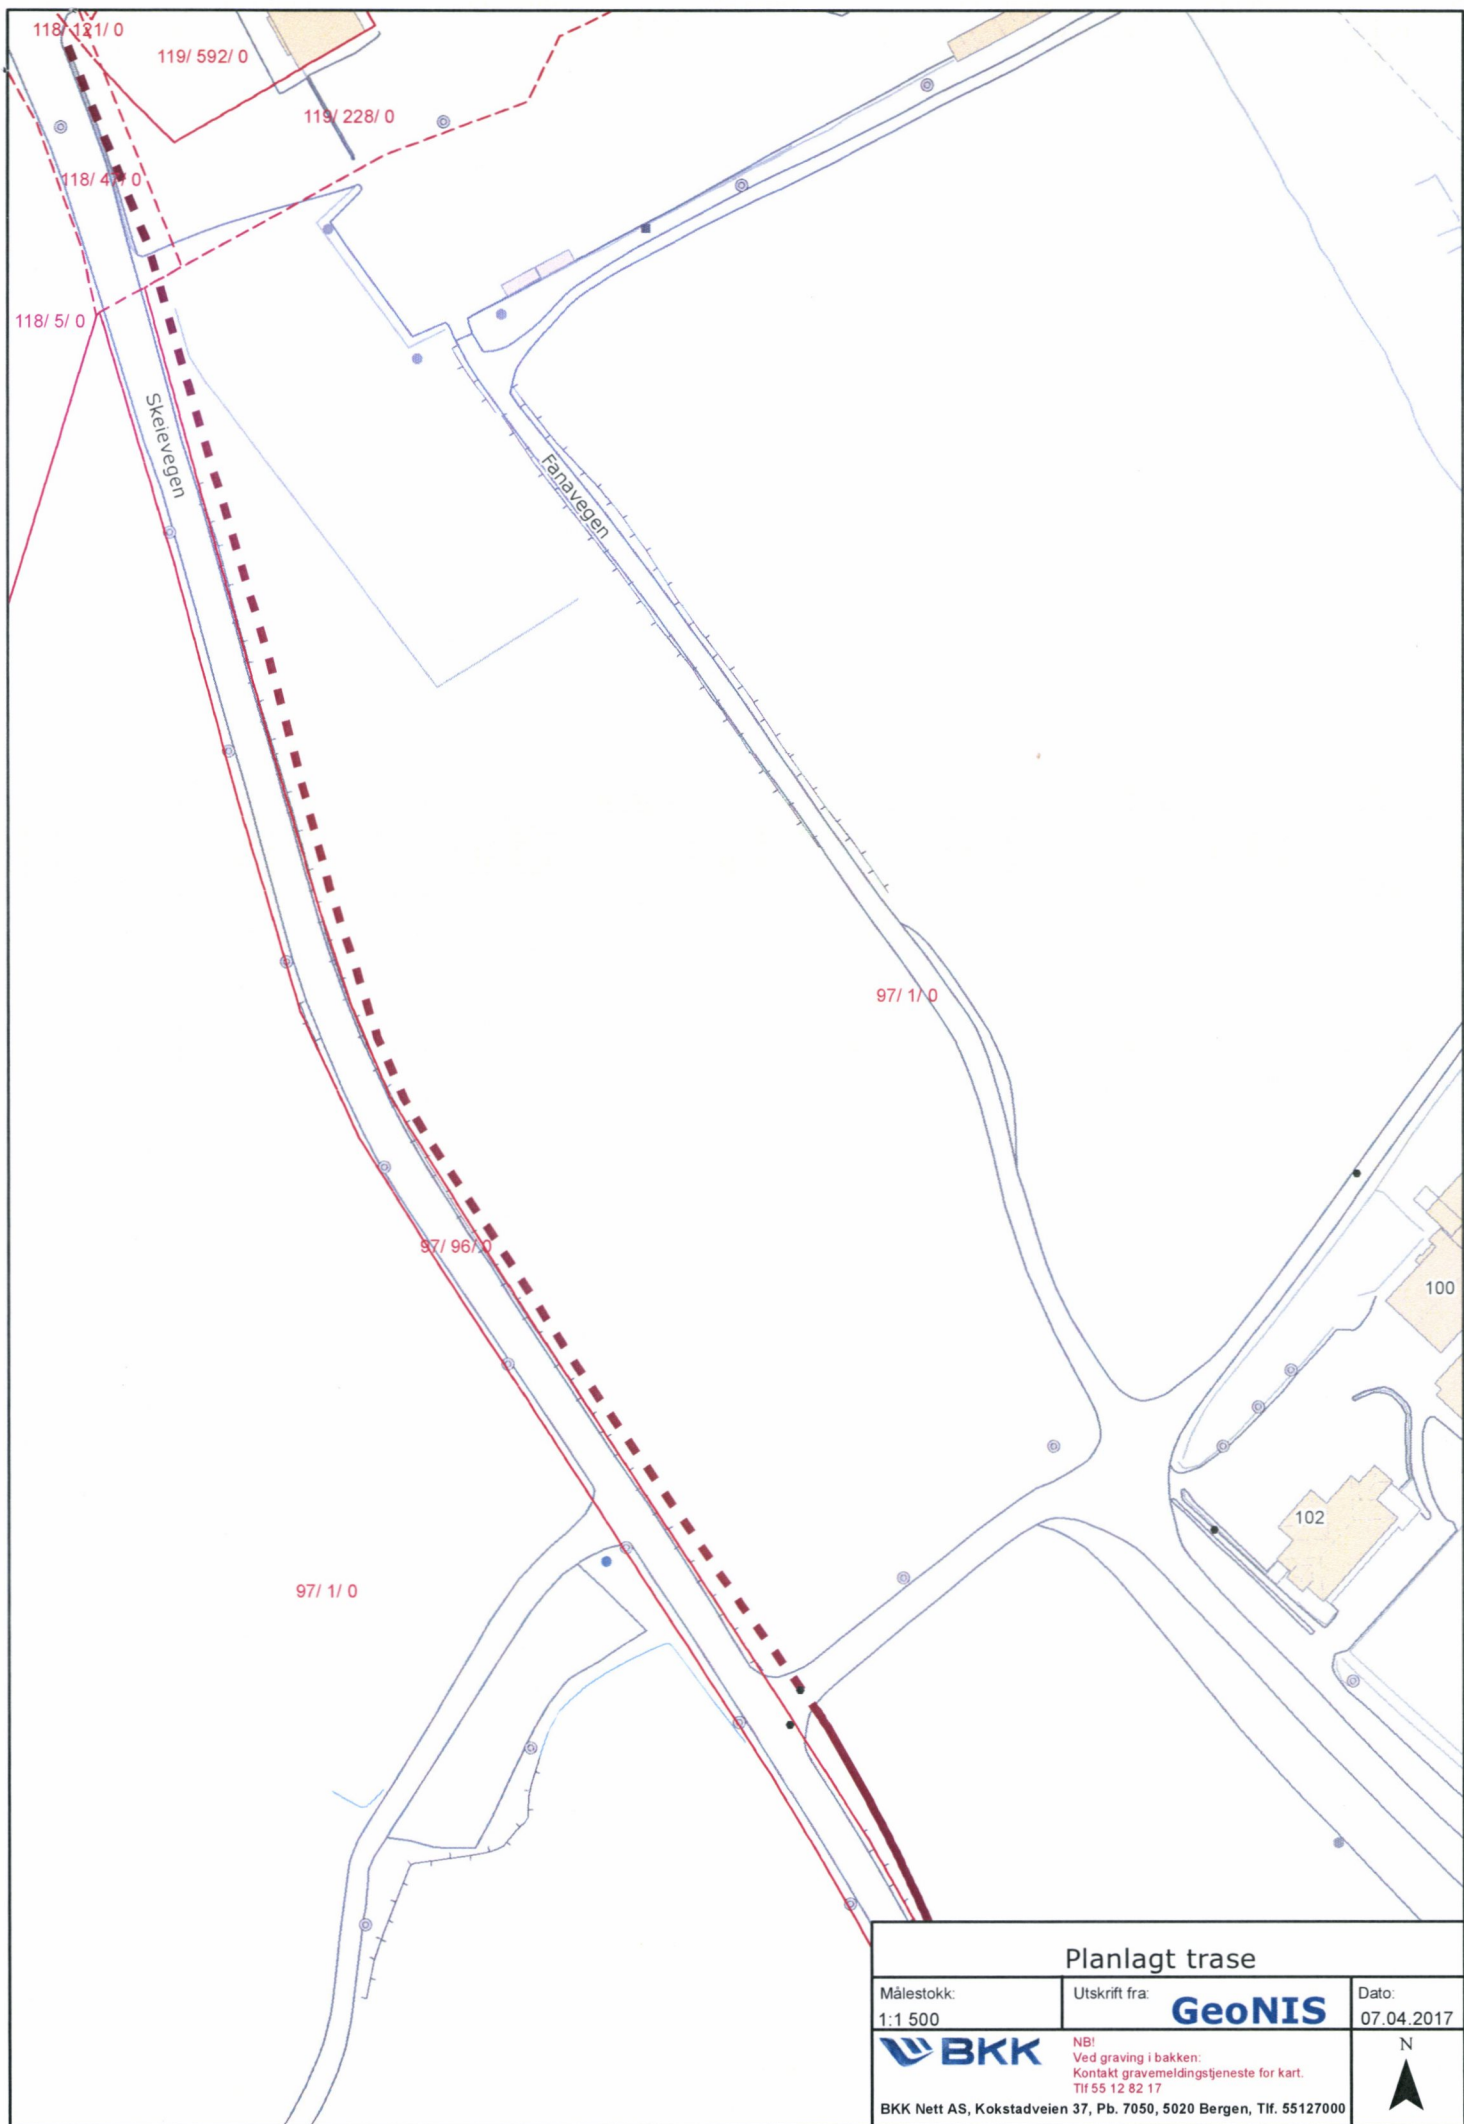 118/ 121/ 0
119/ 592/ 0
119/ 228/ 0
118/ 4 / 0
118/ 5/ 0
Skeievegen
Fanavegen
97/ 1/ 0
97/ 96/ 0
100
102
97/ 1/ 0
Planlagt trase
Målestokk:
1:1 500
Utskrift fra:
GeoNIS
Dato:
07.04.2017
BKK
NB!
Ved graving i bakken:
Kontakt gravemeldingstjeneste for kart.
Tlf 55 12 82 17
N
BKK Nett AS, Kokstadveien 37, Pb. 7050, 5020 Bergen, Tlf. 55127000